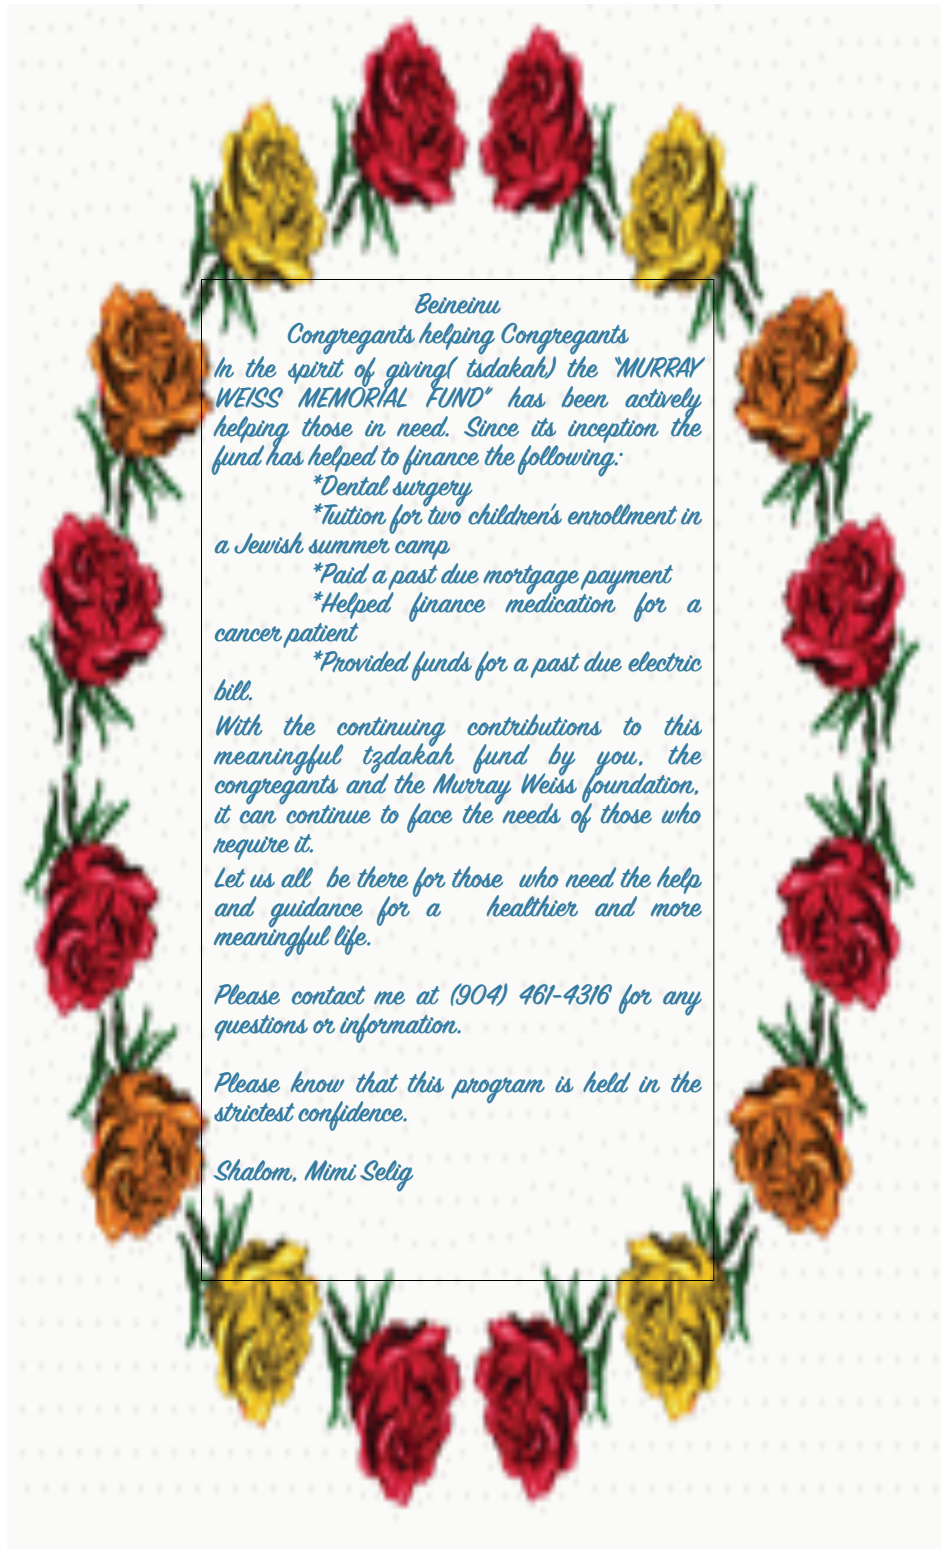 Beineinu
Congregants helping Congregants
In the spirit of giving( tsdakah) the "MURRAY
WEISS MEMORIAL FUND" has been actively
helping those in need. Since its inception the
fund has helped to finance the following:
*Dental surgery
*Tuition for two children's enrollment in
a Jewish summer camp
*Paid a past due mortgage payment
*Helped finance medication for a
cancer patient
*Provided funds for a past due electric
bill.
With the continuing contributions to this
meaningful tzdakah fund by you, the
congregants and the Murray Weiss foundation,
it can continue to face the needs of those who
require it.
Let us all be there for those who need the help
and guidance for a healthier and more
meaningful life.
Please contact me at (904) 461-4316 for any
questions or information.
Please know that this program is held in the
strictest confidence.
Shalom, Mimi Selig